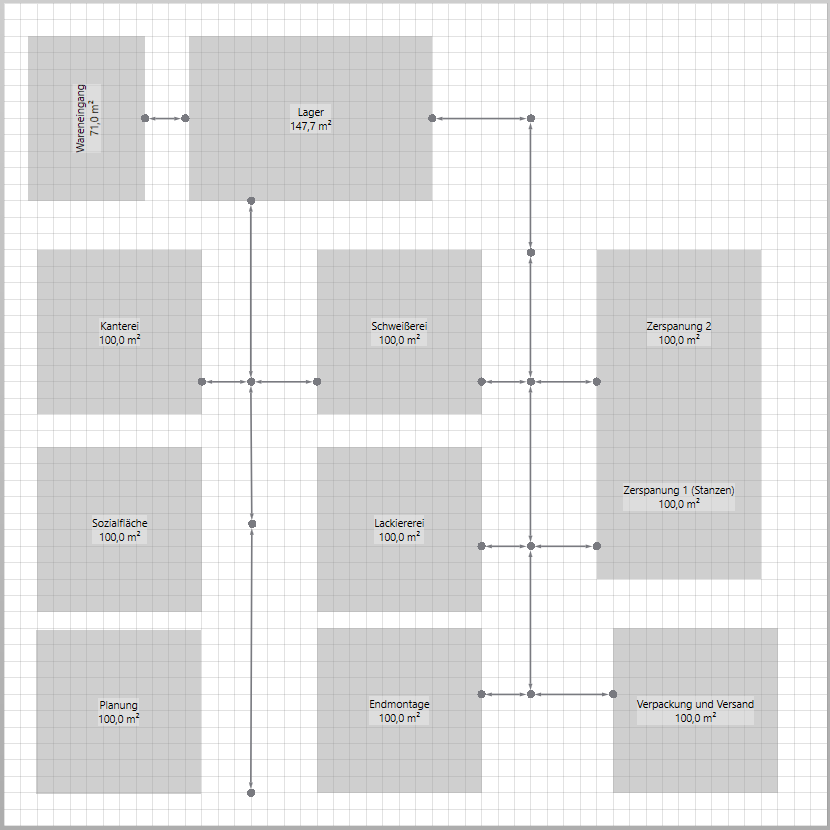 Wareneingang
71,0 m²
Lager
147,7 m²
Kanterei
100,0 m²
Schweißerei
100,0 m²
Zerspanung 2
100,0 m²
Sozialfläche
100,0 m²
Lackiererei
100,0 m²
Zerspanung 1 (Stanzen)
100,0 m²
Planung
100,0 m²
Endmontage
100,0 m²
Verpackung und Versand
100,0 m²